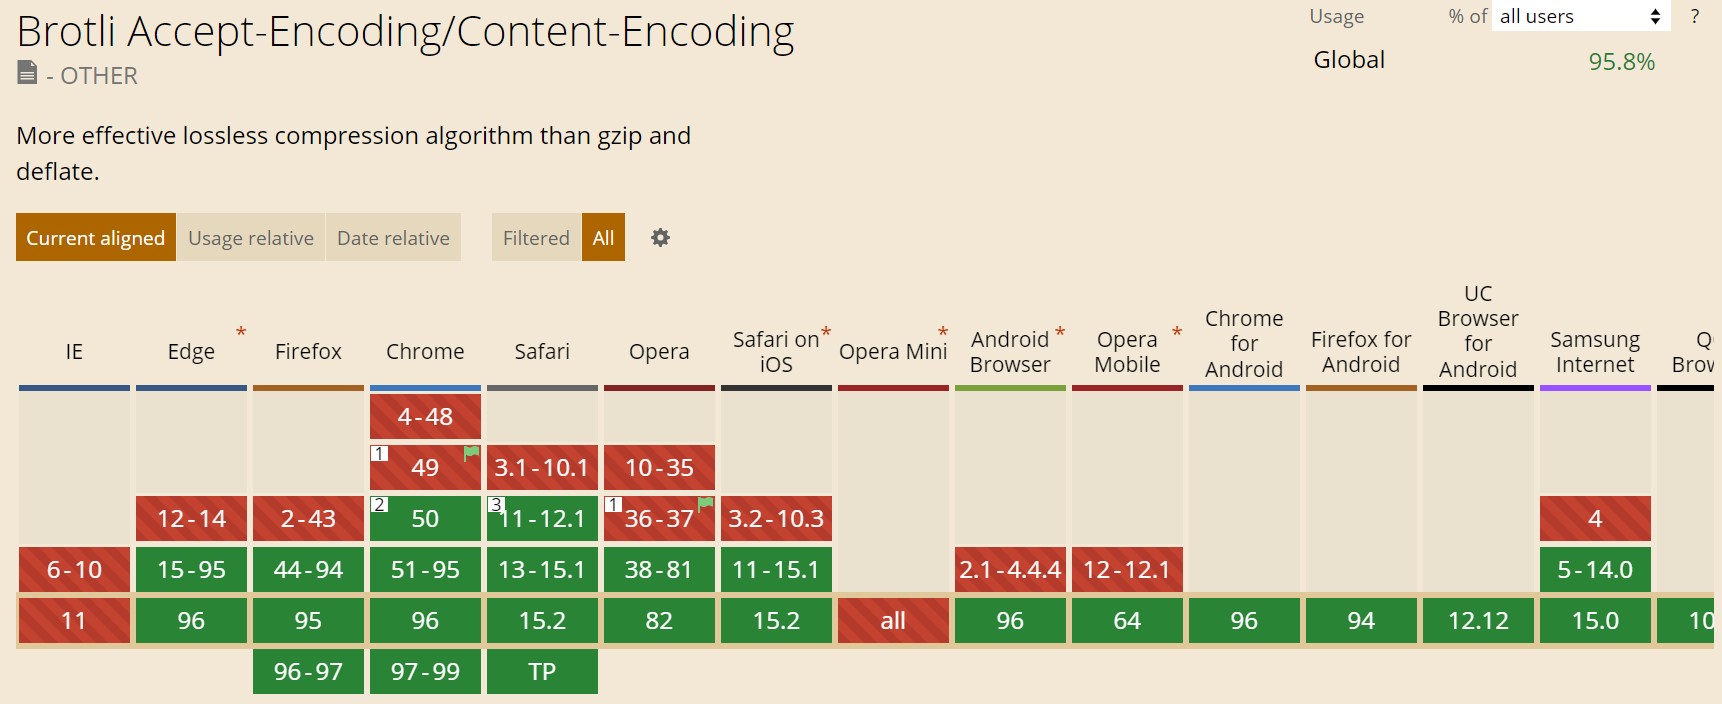 Brotli Accept-Encoding/Content-Encoding
- OTHER
Usage % of all users ?
Global 95.8%
More effective lossless compression algorithm than gzip and
deflate.
Current aligned Usage relative Date relative Filtered All
IE
Edge *
Firefox
Chrome
Safari
Opera
Safari on *
iOS
Opera Mini *
Android *
Browser
Opera *
Mobile
Chrome
for
Android
Firefox for
Android
UC
Browser
for
Android
Samsung
Internet
4-48
1 49 3.1-10.1 10-35
12-14 2-43 2 50 3 11-12.1 1 36-37 3.2-10.3 4
6-10 15-95 44-94 51-95 13-15.1 38-81 11-15.1 2.1-4.4.4 12-12.1 5-14.0
11 96 95 96 15.2 82 15.2 all 96 64 96 94 12.12 15.0
96-97 97-99 TP